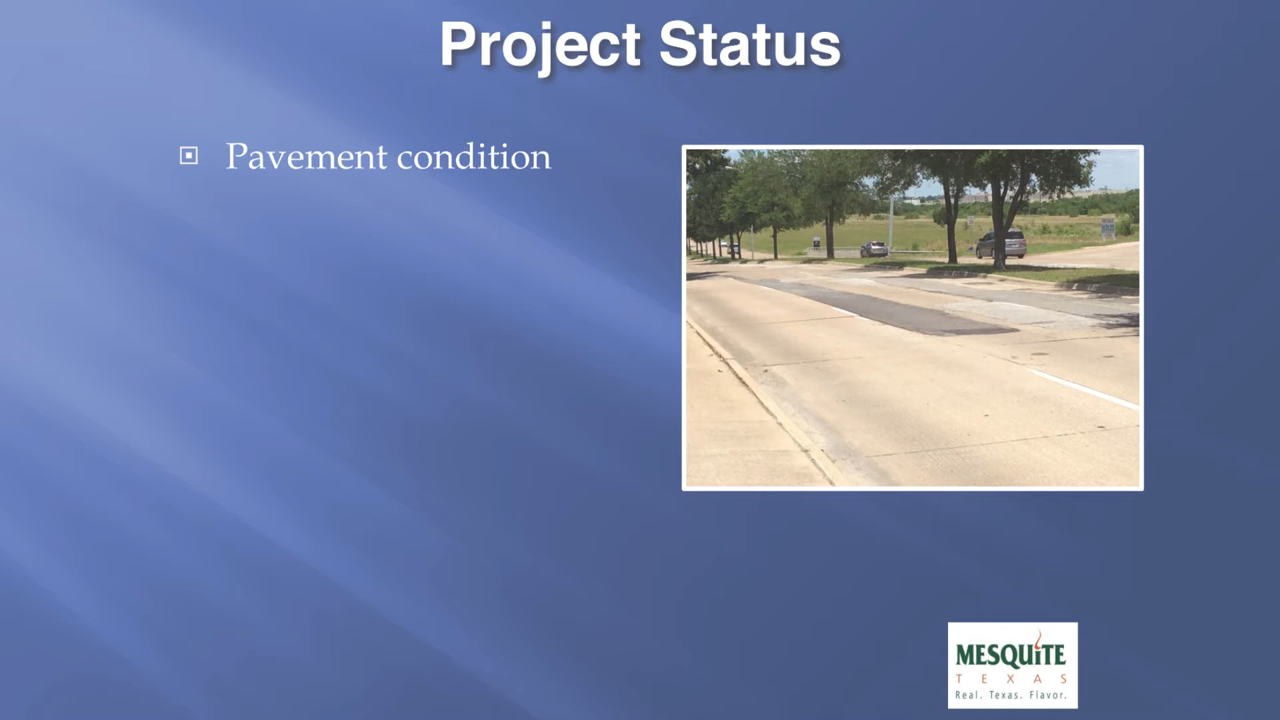 Project Status
Pavement condition
MESQUiTE
TEXAS
Real. Texas. Flavor.